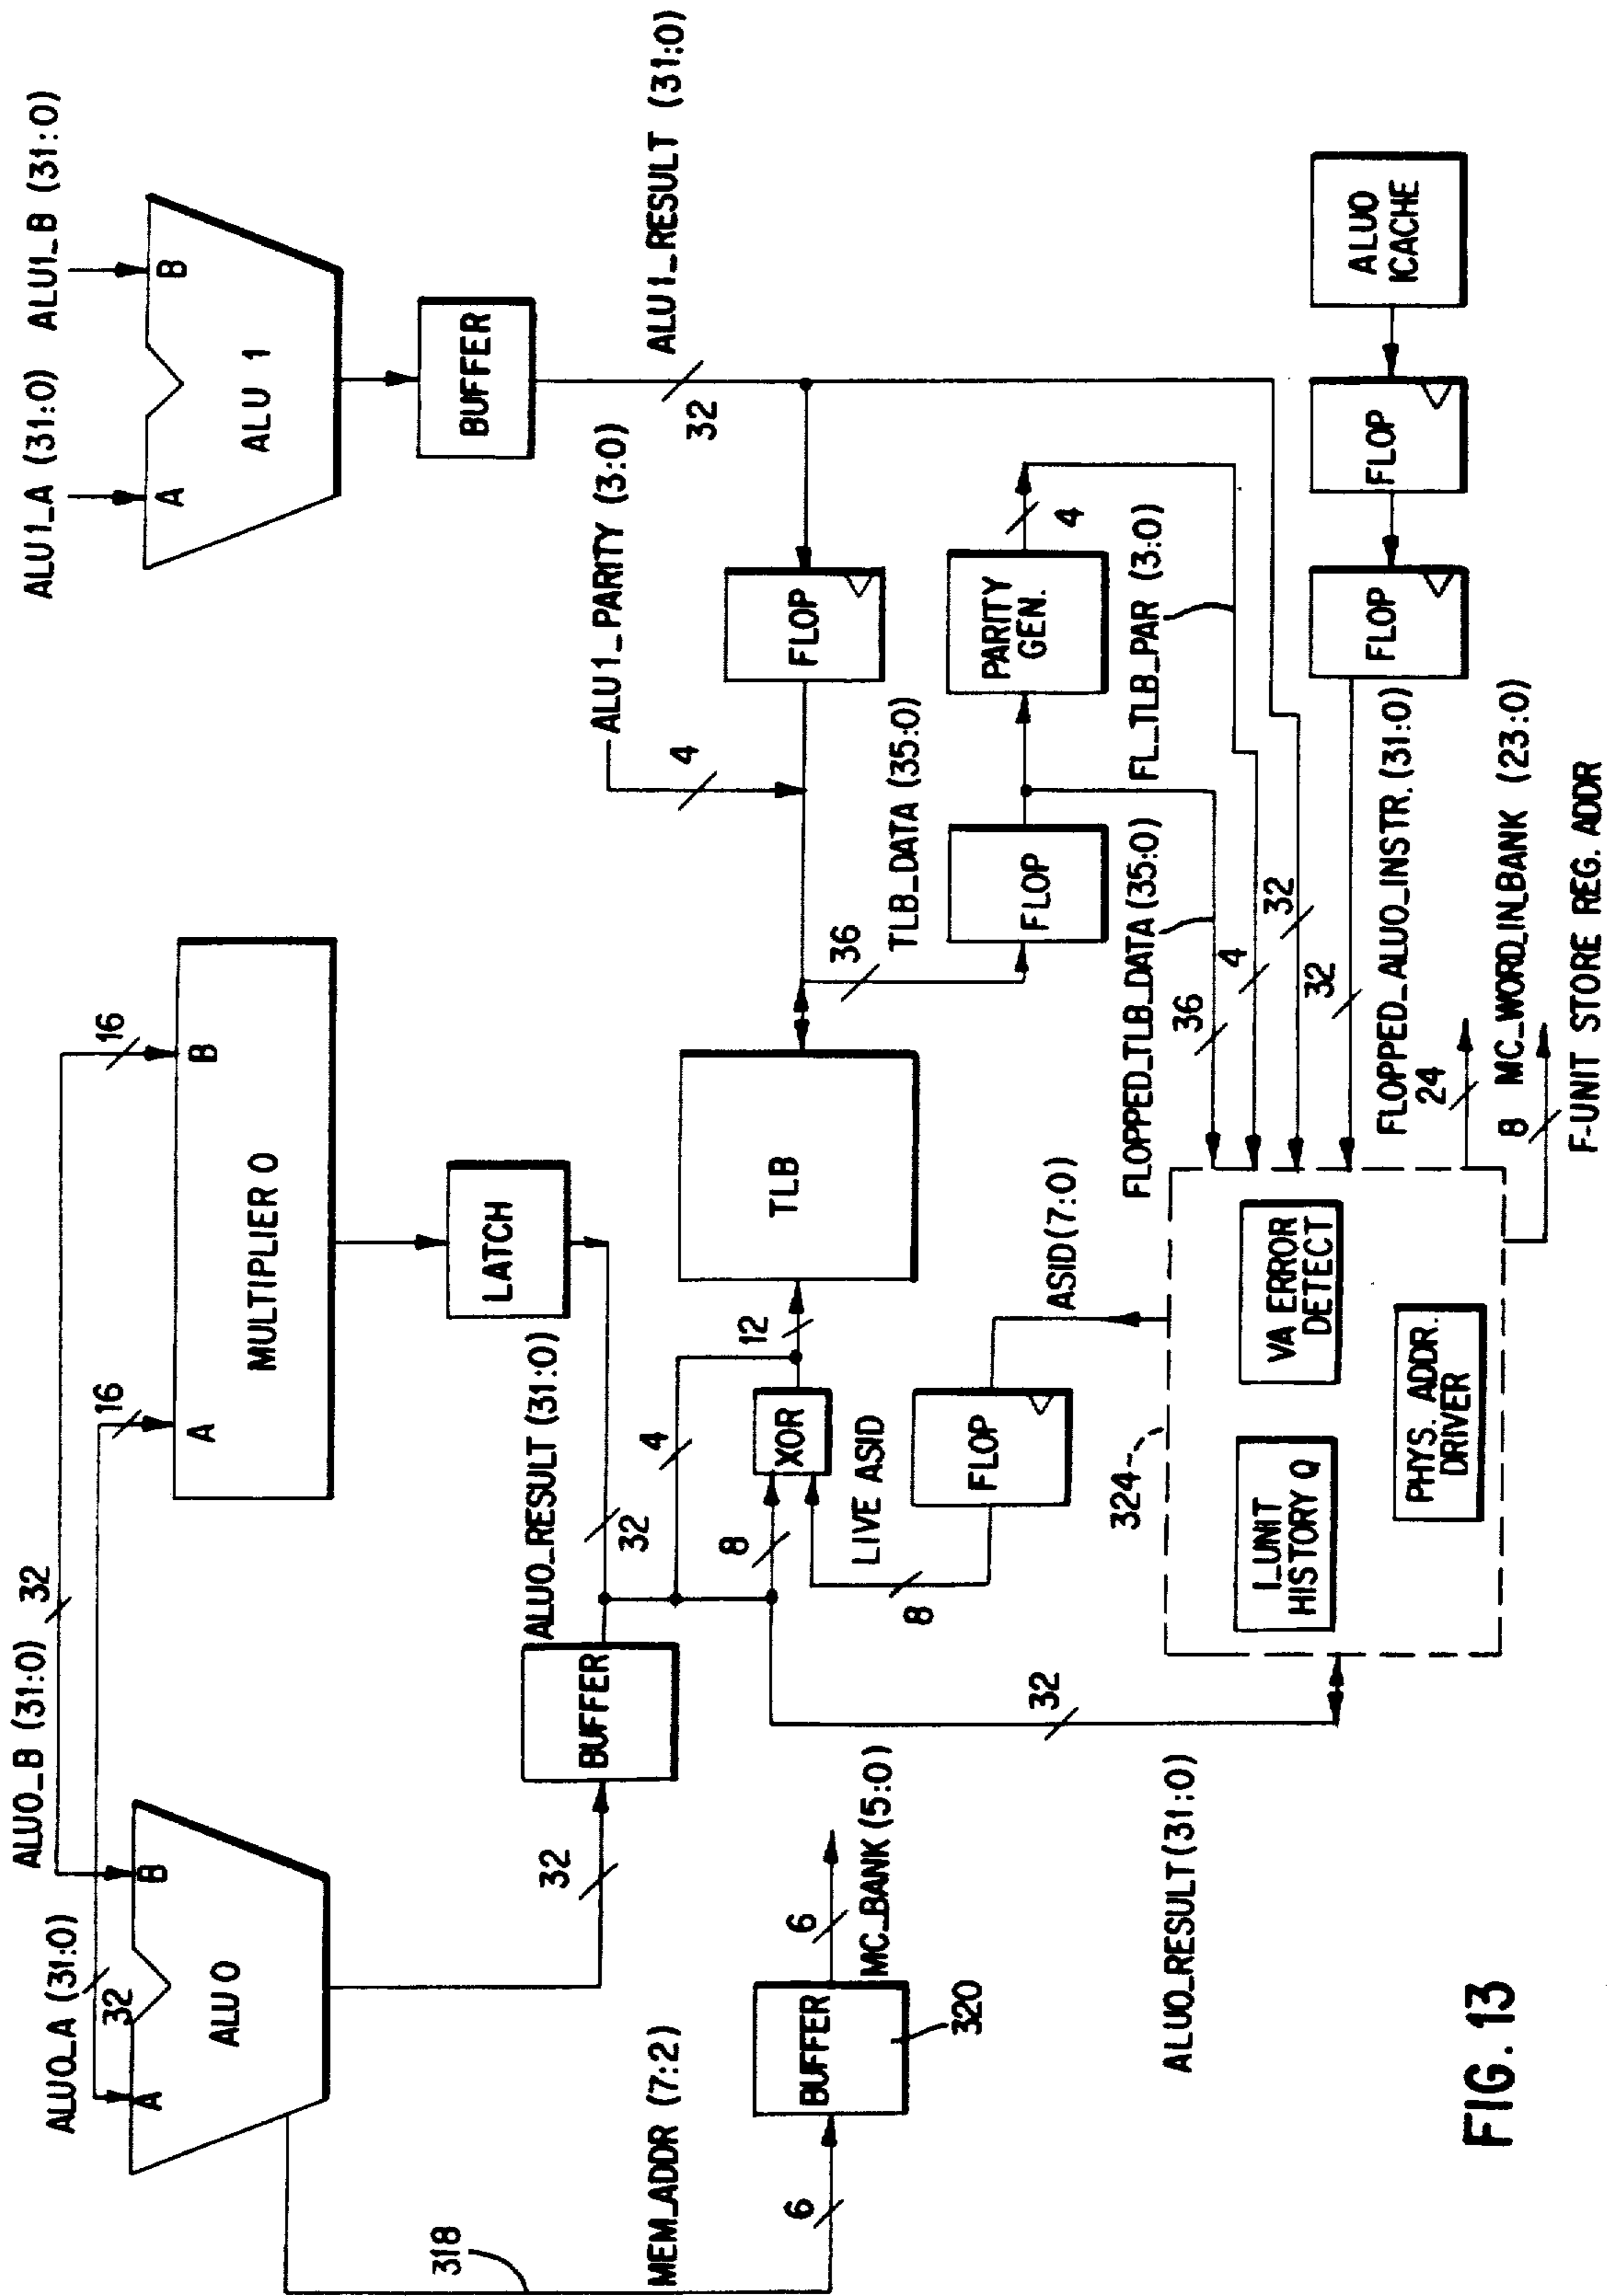 ALU0_A (31:0)
ALU0_B (31:0)
32
32
16
16
A
B
ALU 0
A
B
MULTIPLIER 0
ALU1_A (31:0)
ALU1_B (31:0)
A
B
ALU 1
BUFFER
LATCH
318
MEM_ADDR (7:2)
6
BUFFER
320
6
MC_BANK (5:0)
32
BUFFER
ALU0_RESULT (31:0)
32
4
8
XOR
12
LIVE ASID
8
FLOP
ASID (7:0)
TLB
ALU1_PARITY (3:0)
4
32
ALU1_RESULT (31:0)
FLOP
36
TLB_DATA (35:0)
FLOP
PARITY
GEN.
4
FL_TLB_PAR (3:0)
FLOPPED_TLB_DATA (35:0)
36
4
32
32
ALU0_RESULT (31:0)
32
324
I_UNIT
HISTORY Q
VA ERROR
DETECT
PHYS. ADDR.
DRIVER
FLOPPED_ALU0_INSTR. (31:0)
FLOP
FLOP
ALU0
ICACHE
24
MC_WORD_IN_BANK (23:0)
8
F-UNIT STORE REG. ADDR
FIG. 13